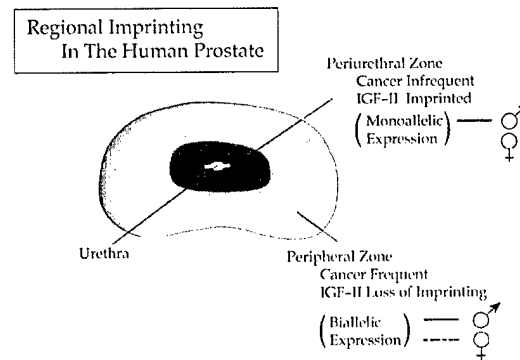 Regional Imprinting
In The Human Prostate
Periurethral Zone
Cancer Infrequent
IGF-II Imprinted
(Monoallelic
Expression)
Urethra
Peripheral Zone
Cancer Frequent
IGF-II Loss of Imprinting
(Biallelic
Expression)